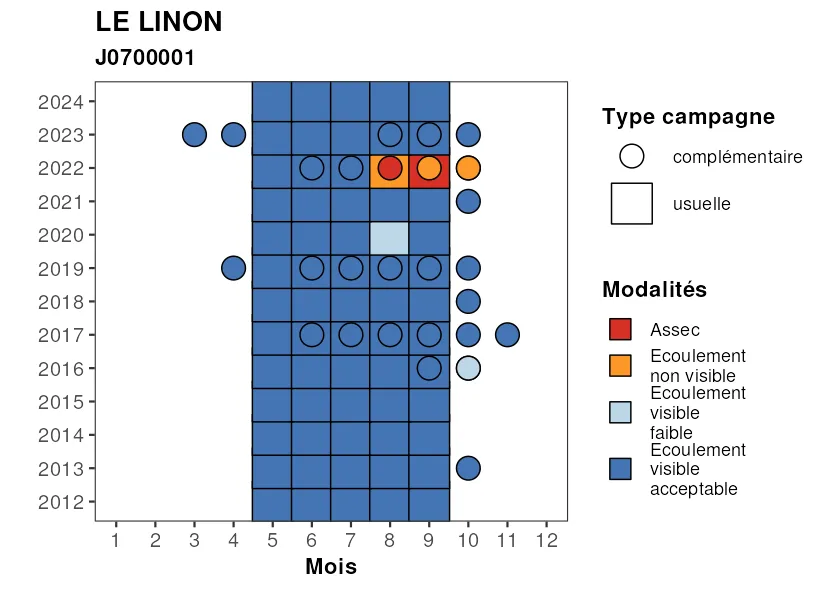 LE LINON
J0700001
2024
2023
2022
2021
2020
2019
2018
2017
2016
2015
2014
2013
2012
1 2 3 4 5 6 7 8 9 10 11 12
Mois
Type campagne
complémentaire
usuelle
Modalités
Assec
Ecoulement
non visible
Ecoulement
visible
faible
Ecoulement
visible
acceptable